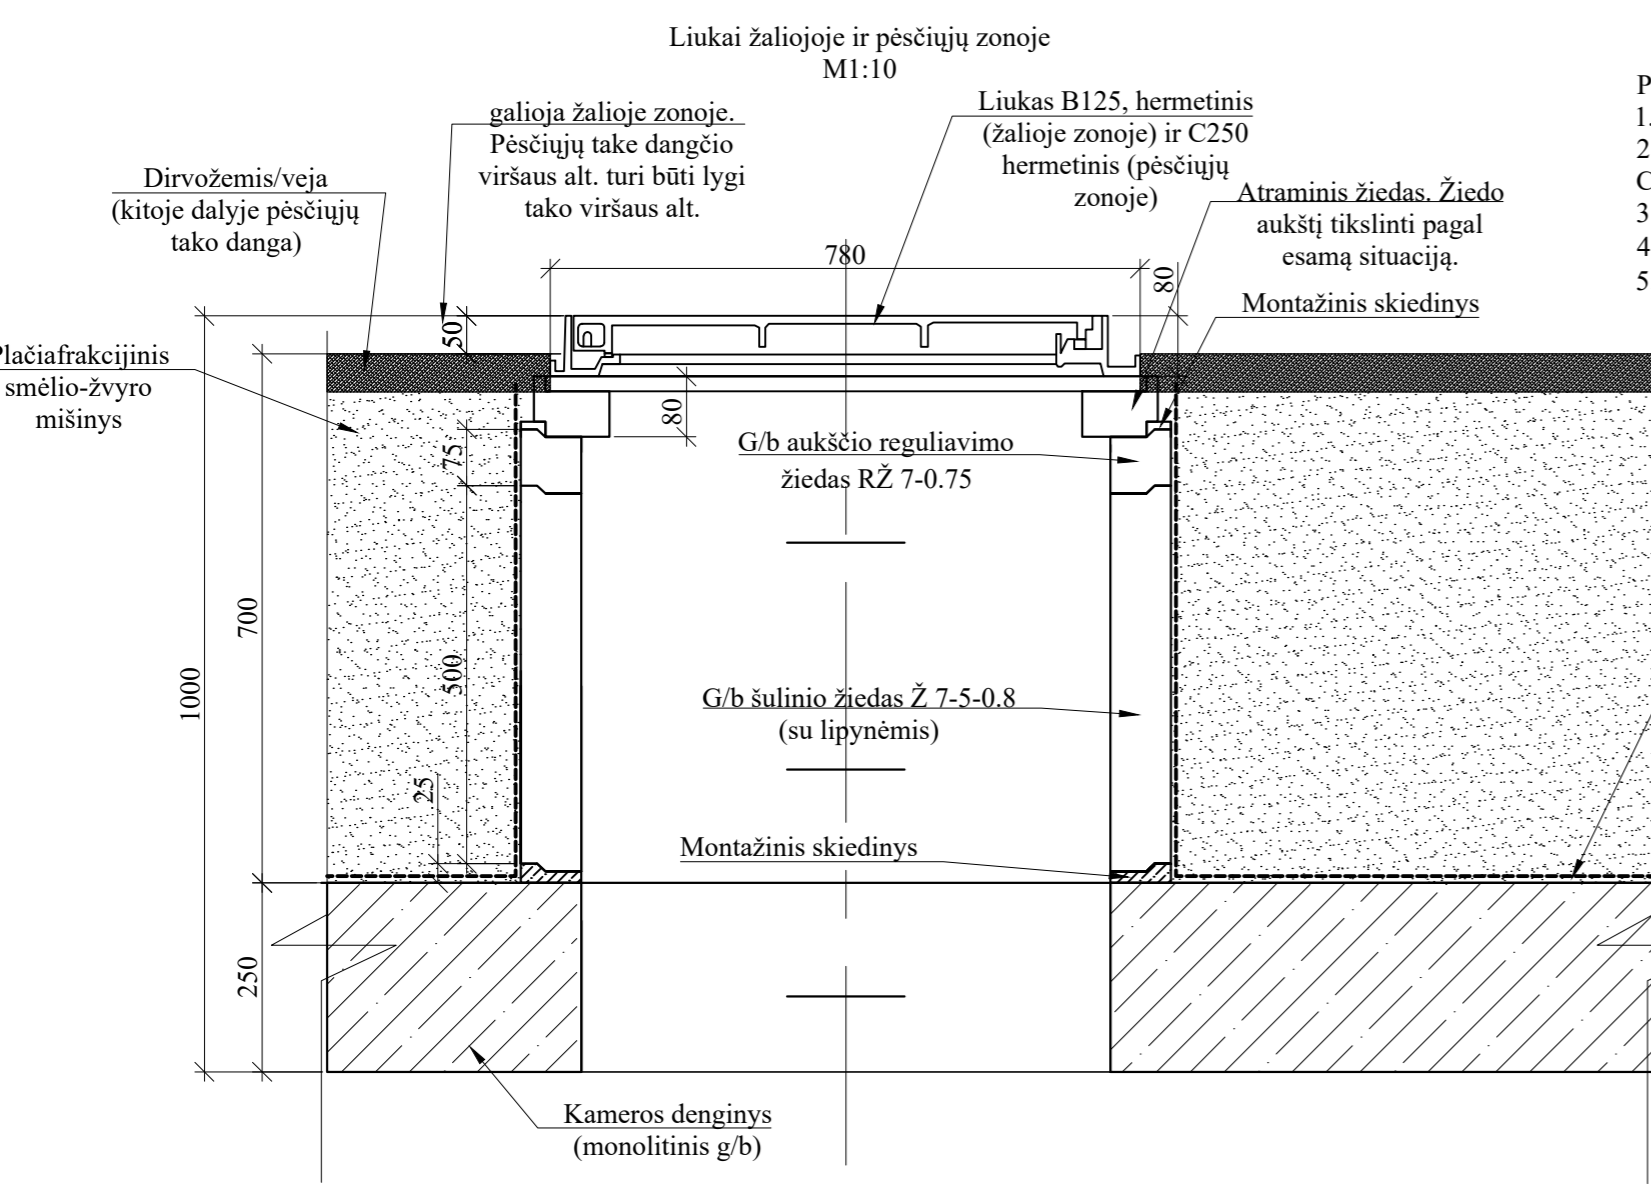 Liukai žaliojoje ir pėsčiųjų zonoje
M1:10
galioja žalioje zonoje.
Pėsčiųjų take dangčio
viršaus alt. turi būti lygi
tako viršaus alt.
Liukas B125, hermetinis
(žalioje zonoje) ir C250
hermetinis (pėsčiųjų
zonoje)
P
1.
2
C
3
4
5
Dirvožemis/veja
(kitoje dalyje pėsčiųjų
tako danga)
Atraminis žiedas. Žiedo
aukštį tikslinti pagal
esamą situaciją.
Montažinis skiedinys
780
80
50
Plačiafrakcijinis
smėlio-žvyro
mišinys
80
75
G/b aukščio reguliavimo
žiedas RŽ 7-0.75
700
1000
500
G/b šulinio žiedas Ž 7-5-0.8
(su lipynėmis)
25
Montažinis skiedinys
250
Kameros denginys
(monolitinis g/b)